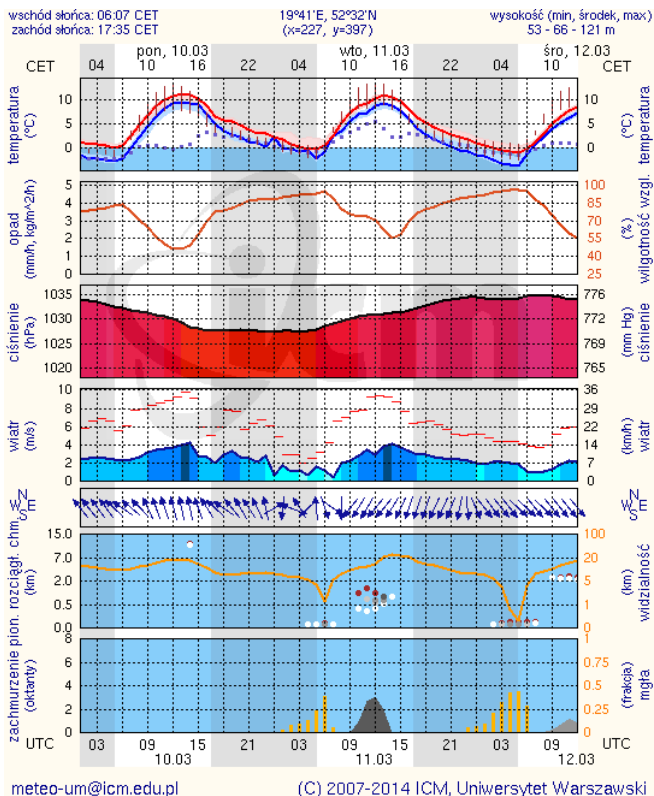 wschód słońca: 06:07 CET 19°41'E, 52°32'N wysokość (min, środek, max)
zachód słońca: 17:35 CET (x=227, y=397) 53 - 66 - 121 m
pon, 10.03 wto, 11.03 śro, 12.03
CET 04 10 16 22 04 10 16 22 04 10 CET
temperatura (°C) 10 5 0 10 5 0 temperatura (°C)
opad (mm/h, kg/m^2/h) 5 4 3 2 1 0 100 85 70 55 40 25 (%) wilgotność wzgl.
icm
ciśnienie (hPa) 1035 1030 1025 1020 776 772 769 765 (mm Hg) ciśnienie
wiatr (m/s) 10 8 6 4 2 0 36 29 22 14 7 0 (km/h) wiatr
N W E S N W E S
pion. rozciągł. chm. (km) 15.0 7.0 2.0 0.5 0.0 100 20 5 1 0 (km) widzialność
zachmurzenie (oktanty) 8 6 4 2 0 1 0.75 0.5 0.25 0 (frakcja) mgła
UTC 03 09 15 21 03 09 15 21 03 09 UTC
10.03 11.03 12.03
meteo-um@icm.edu.pl (C) 2007-2014 ICM, Uniwersytet Warszawski